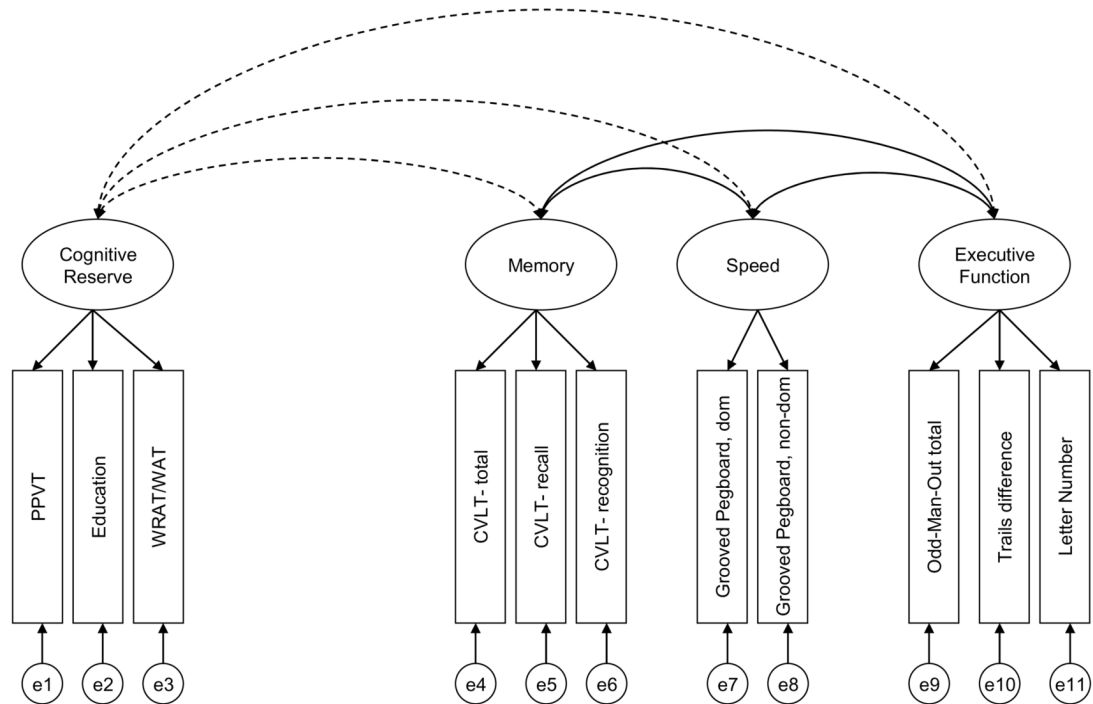 Cognitive
Reserve
Memory
Speed
Executive
Function
PPVT
Education
WRAT/WAT
CVLT- total
CVLT- recall
CVLT- recognition
Grooved Pegboard, dom
Grooved Pegboard, non-dom
Odd-Man-Out total
Trails difference
Letter Number
e1
e2
e3
e4
e5
e6
e7
e8
e9
e10
e11